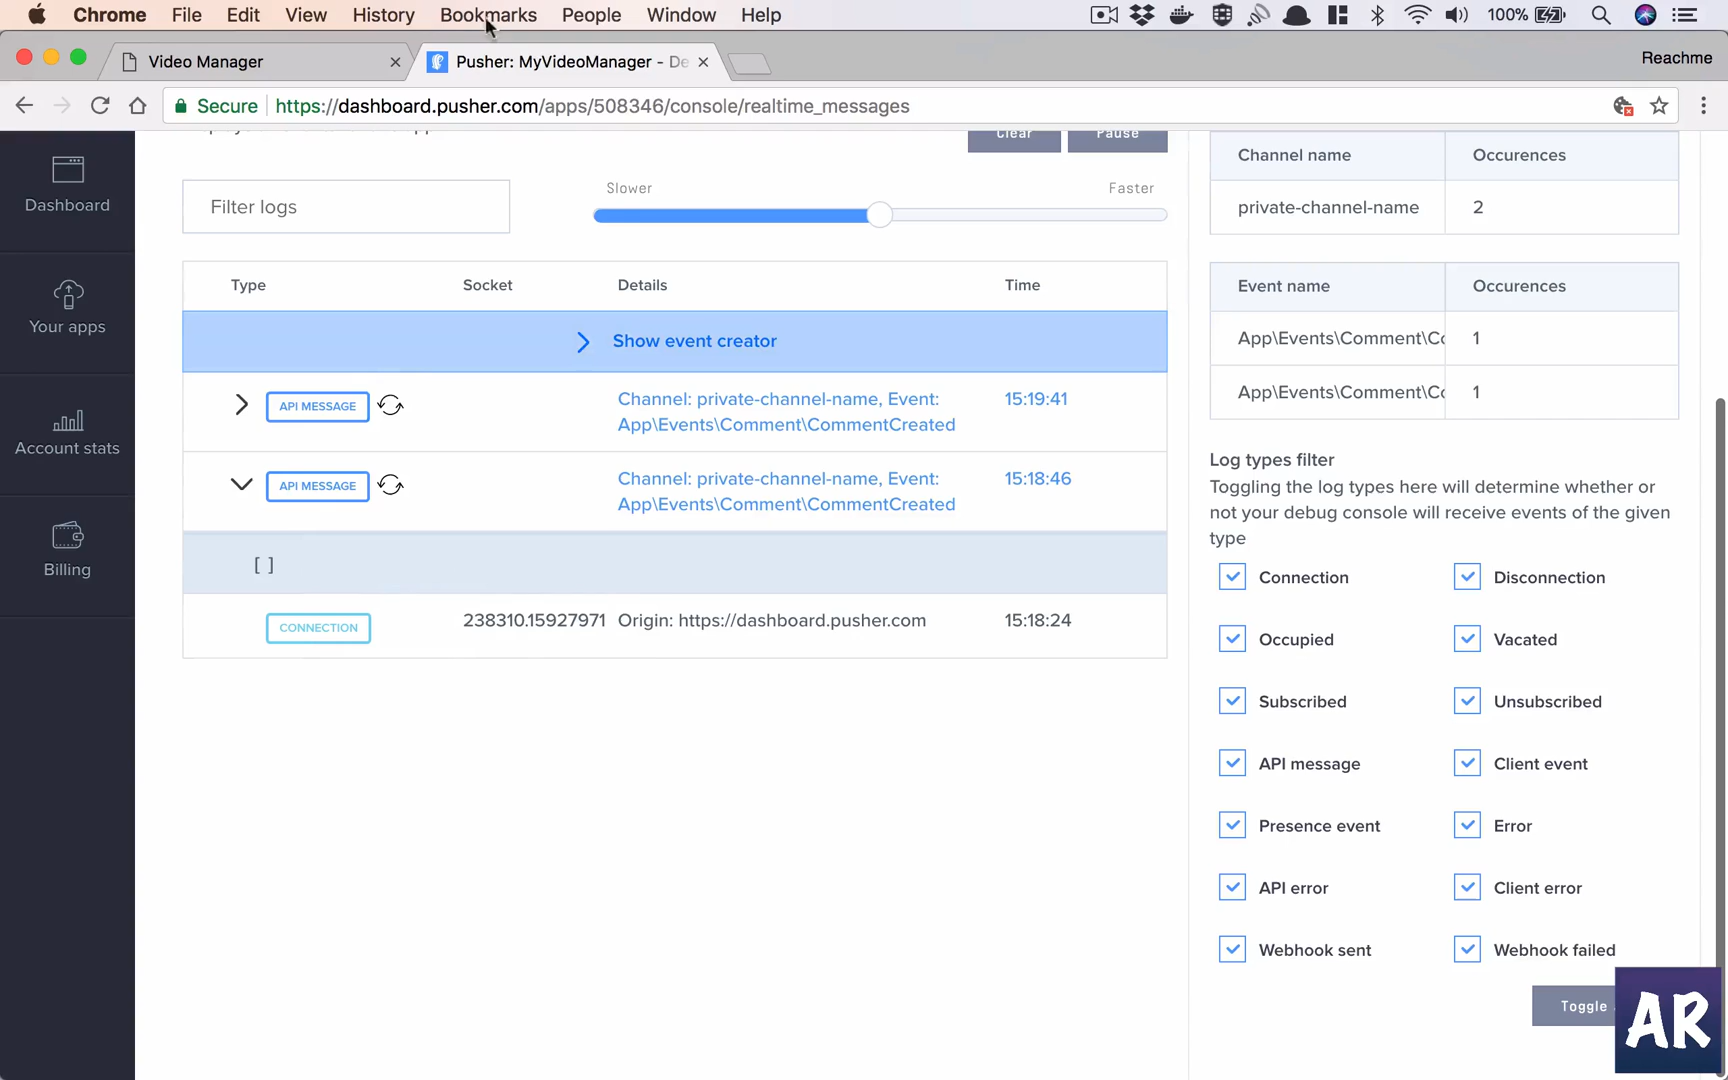 Chrome File Edit View History Bookmarks People Window Help 100%
Video Manager
Pusher: MyVideoManager - De
Reachme
Secure https://dashboard.pusher.com/apps/508346/console/realtime_messages
Dashboard
Your apps
Account stats
Billing
Clear Pause
Filter logs
Slower Faster
Type Socket Details Time
Show event creator
API MESSAGE Channel: private-channel-name, Event: 15:19:41
App\Events\Comment\CommentCreated
API MESSAGE Channel: private-channel-name, Event: 15:18:46
App\Events\Comment\CommentCreated
[ ]
CONNECTION 238310.15927971 Origin: https://dashboard.pusher.com 15:18:24
Channel name Occurences
private-channel-name 2
Event name Occurences
App\Events\Comment\Cc 1
App\Events\Comment\Cc 1
Log types filter
Toggling the log types here will determine whether or
not your debug console will receive events of the given
type
Connection Disconnection
Occupied Vacated
Subscribed Unsubscribed
API message Client event
Presence event Error
API error Client error
Webhook sent Webhook failed
Toggle
AR